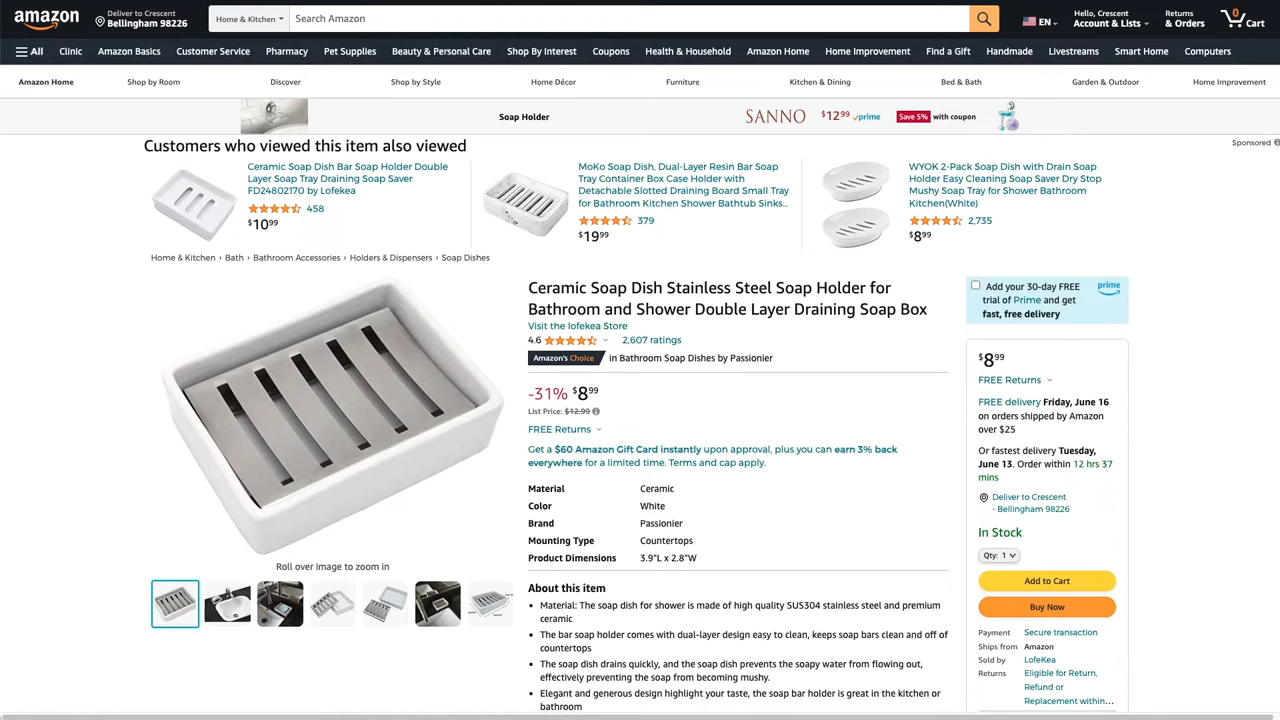 amazon
Deliver to Crescent
Bellingham 98226
Home & Kitchen
Search Amazon
EN
Hello, Crescent
Account & Lists
Returns
& Orders
0
Cart
All
Clinic
Amazon Basics
Customer Service
Pharmacy
Pet Supplies
Beauty & Personal Care
Shop By Interest
Coupons
Health & Household
Amazon Home
Home Improvement
Find a Gift
Handmade
Livestreams
Smart Home
Computers
Amazon Home
Shop by Room
Discover
Shop by Style
Home Décor
Furniture
Kitchen & Dining
Bed & Bath
Garden & Outdoor
Home Improvement
Soap Holder
SANNO
$12 99 prime
Save 5% with coupon
Customers who viewed this item also viewed
Sponsored
Ceramic Soap Dish Bar Soap Holder Double
Layer Soap Tray Draining Soap Saver
FD24802170 by Lofekea
458
$10 99
MoKo Soap Dish, Dual-Layer Resin Bar Soap
Tray Container Box Case Holder with
Detachable Slotted Draining Board Small Tray
for Bathroom Kitchen Shower Bathtub Sinks...
379
$19 99
WYOK 2-Pack Soap Dish with Drain Soap
Holder Easy Cleaning Soap Saver Dry Stop
Mushy Soap Tray for Shower Bathroom
Kitchen(White)
2,735
$8 99
Home & Kitchen › Bath › Bathroom Accessories › Holders & Dispensers › Soap Dishes
Roll over image to zoom in
Ceramic Soap Dish Stainless Steel Soap Holder for
Bathroom and Shower Double Layer Draining Soap Box
Visit the lofekea Store
4.6
2,607 ratings
Amazon's Choice in Bathroom Soap Dishes by Passionier
-31% $8 99
List Price: $12.99
FREE Returns
Get a $60 Amazon Gift Card instantly upon approval, plus you can earn 3% back
everywhere for a limited time. Terms and cap apply.
Material Ceramic
Color White
Brand Passionier
Mounting Type Countertops
Product Dimensions 3.9"L x 2.8"W
About this item
• Material: The soap dish for shower is made of high quality SUS304 stainless steel and premium
ceramic
• The bar soap holder comes with dual-layer design easy to clean, keeps soap bars clean and off of
countertops
• The soap dish drains quickly, and the soap dish prevents the soapy water from flowing out,
effectively preventing the soap from becoming mushy.
• Elegant and generous design highlight your taste, the soap bar holder is great in the kitchen or
bathroom
Add your 30-day FREE
trial of Prime and get
fast, free delivery
prime
$8 99
FREE Returns
FREE delivery Friday, June 16
on orders shipped by Amazon
over $25
Or fastest delivery Tuesday,
June 13. Order within 12 hrs 37
mins
Deliver to Crescent
- Bellingham 98226
In Stock
Qty: 1
Add to Cart
Buy Now
Payment Secure transaction
Ships from Amazon
Sold by LofeKea
Returns Eligible for Return,
Refund or
Replacement within...